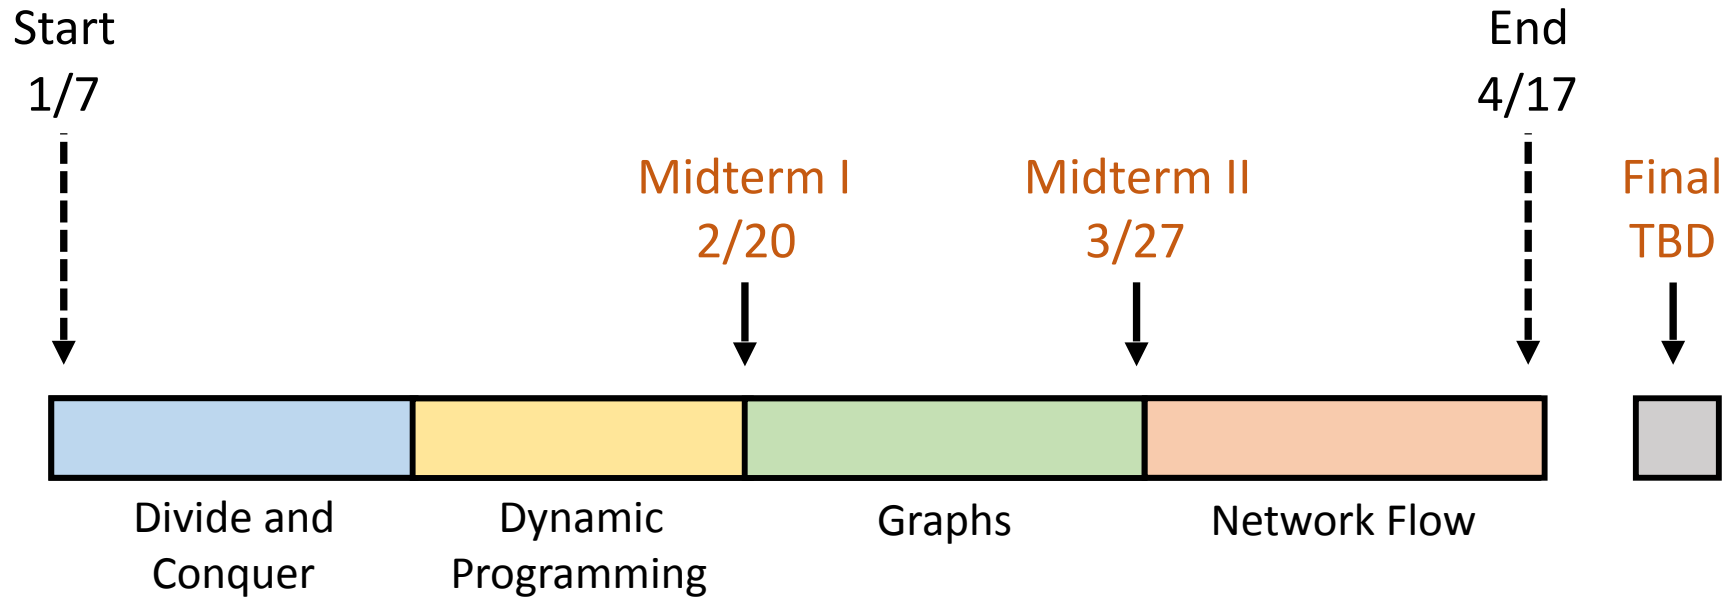 Start
1/7
End
4/17
Midterm I
2/20
Midterm II
3/27
Final
TBD
Divide and
Conquer
Dynamic
Programming
Graphs
Network Flow